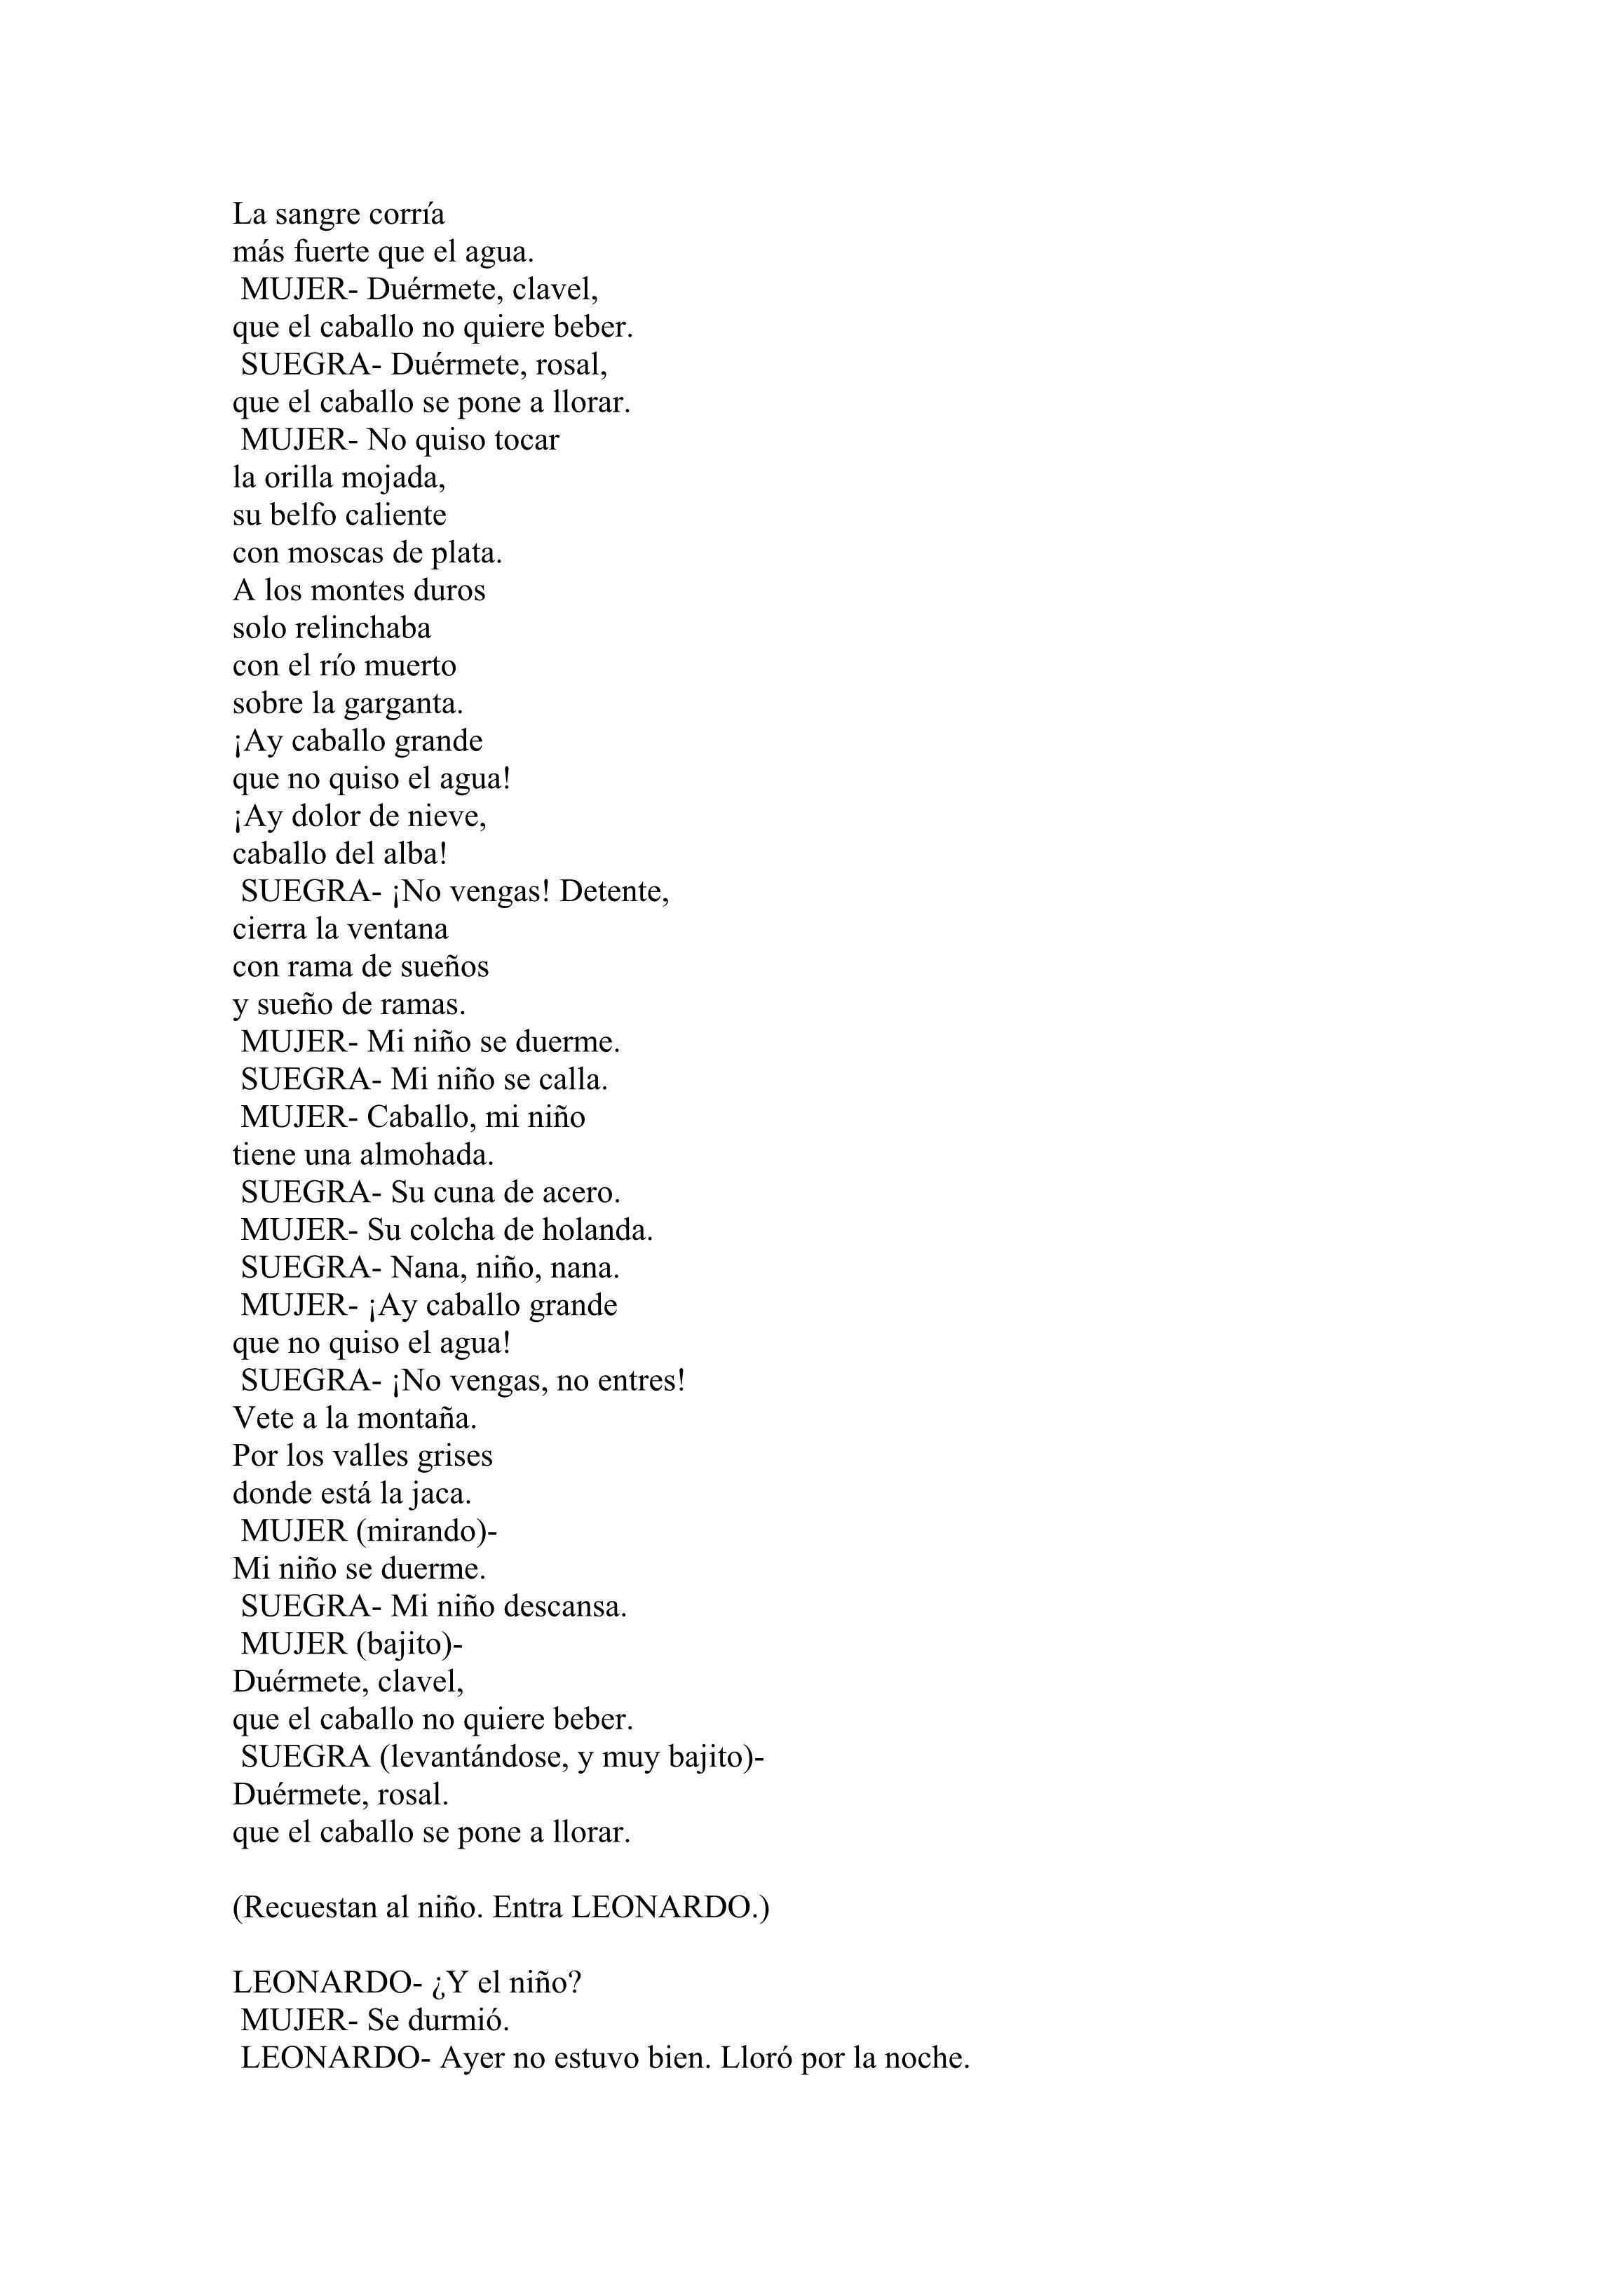 La sangre corría
más fuerte que el agua.
MUJER- Duérmete, clavel,
que el caballo no quiere beber.
SUEGRA- Duérmete, rosal,
que el caballo se pone a llorar.
MUJER- No quiso tocar
la orilla mojada,
su belfo caliente
con moscas de plata.
A los montes duros
solo relinchaba
con el río muerto
sobre la garganta.
¡Ay caballo grande
que no quiso el agua!
¡Ay dolor de nieve,
caballo del alba!
SUEGRA- ¡No vengas! Detente,
cierra la ventana
con rama de sueños
y sueño de ramas.
MUJER- Mi niño se duerme.
SUEGRA- Mi niño se calla.
MUJER- Caballo, mi niño
tiene una almohada.
SUEGRA- Su cuna de acero.
MUJER- Su colcha de holanda.
SUEGRA- Nana, niño, nana.
MUJER- ¡Ay caballo grande
que no quiso el agua!
SUEGRA- ¡No vengas, no entres!
Vete a la montaña.
Por los valles grises
donde está la jaca.
MUJER (mirando)-
Mi niño se duerme.
SUEGRA- Mi niño descansa.
MUJER (bajito)-
Duérmete, clavel,
que el caballo no quiere beber.
SUEGRA (levantándose, y muy bajito)-
Duérmete, rosal.
que el caballo se pone a llorar.
(Recuestan al niño. Entra LEONARDO.)
LEONARDO- ¿Y el niño?
MUJER- Se durmió.
LEONARDO- Ayer no estuvo bien. Lloró por la noche.